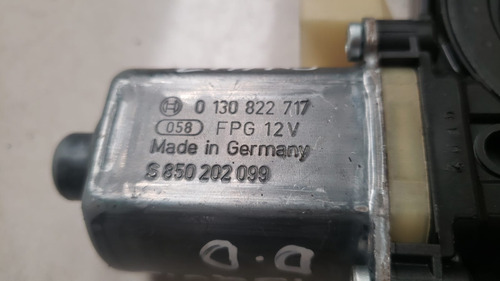 0 130 822 717
058 FPG 12V
Made in Germany
S 850 202 099
D.D